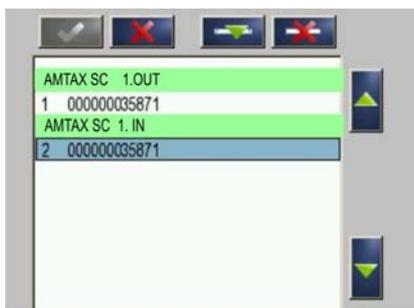 AMTAX SC 1.OUT
1 000000035871
AMTAX SC 1. IN
2 000000035871